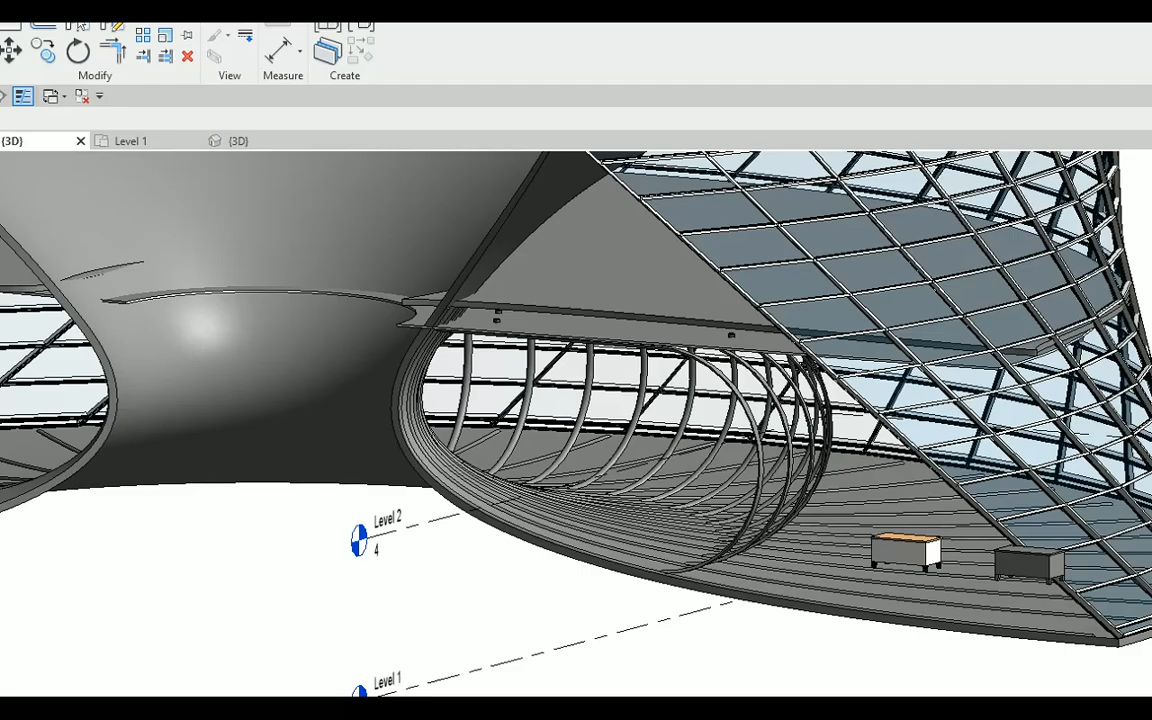 Modify
View
Measure
Create
{3D}
Level 1
{3D}
Level 2
4
Level 1